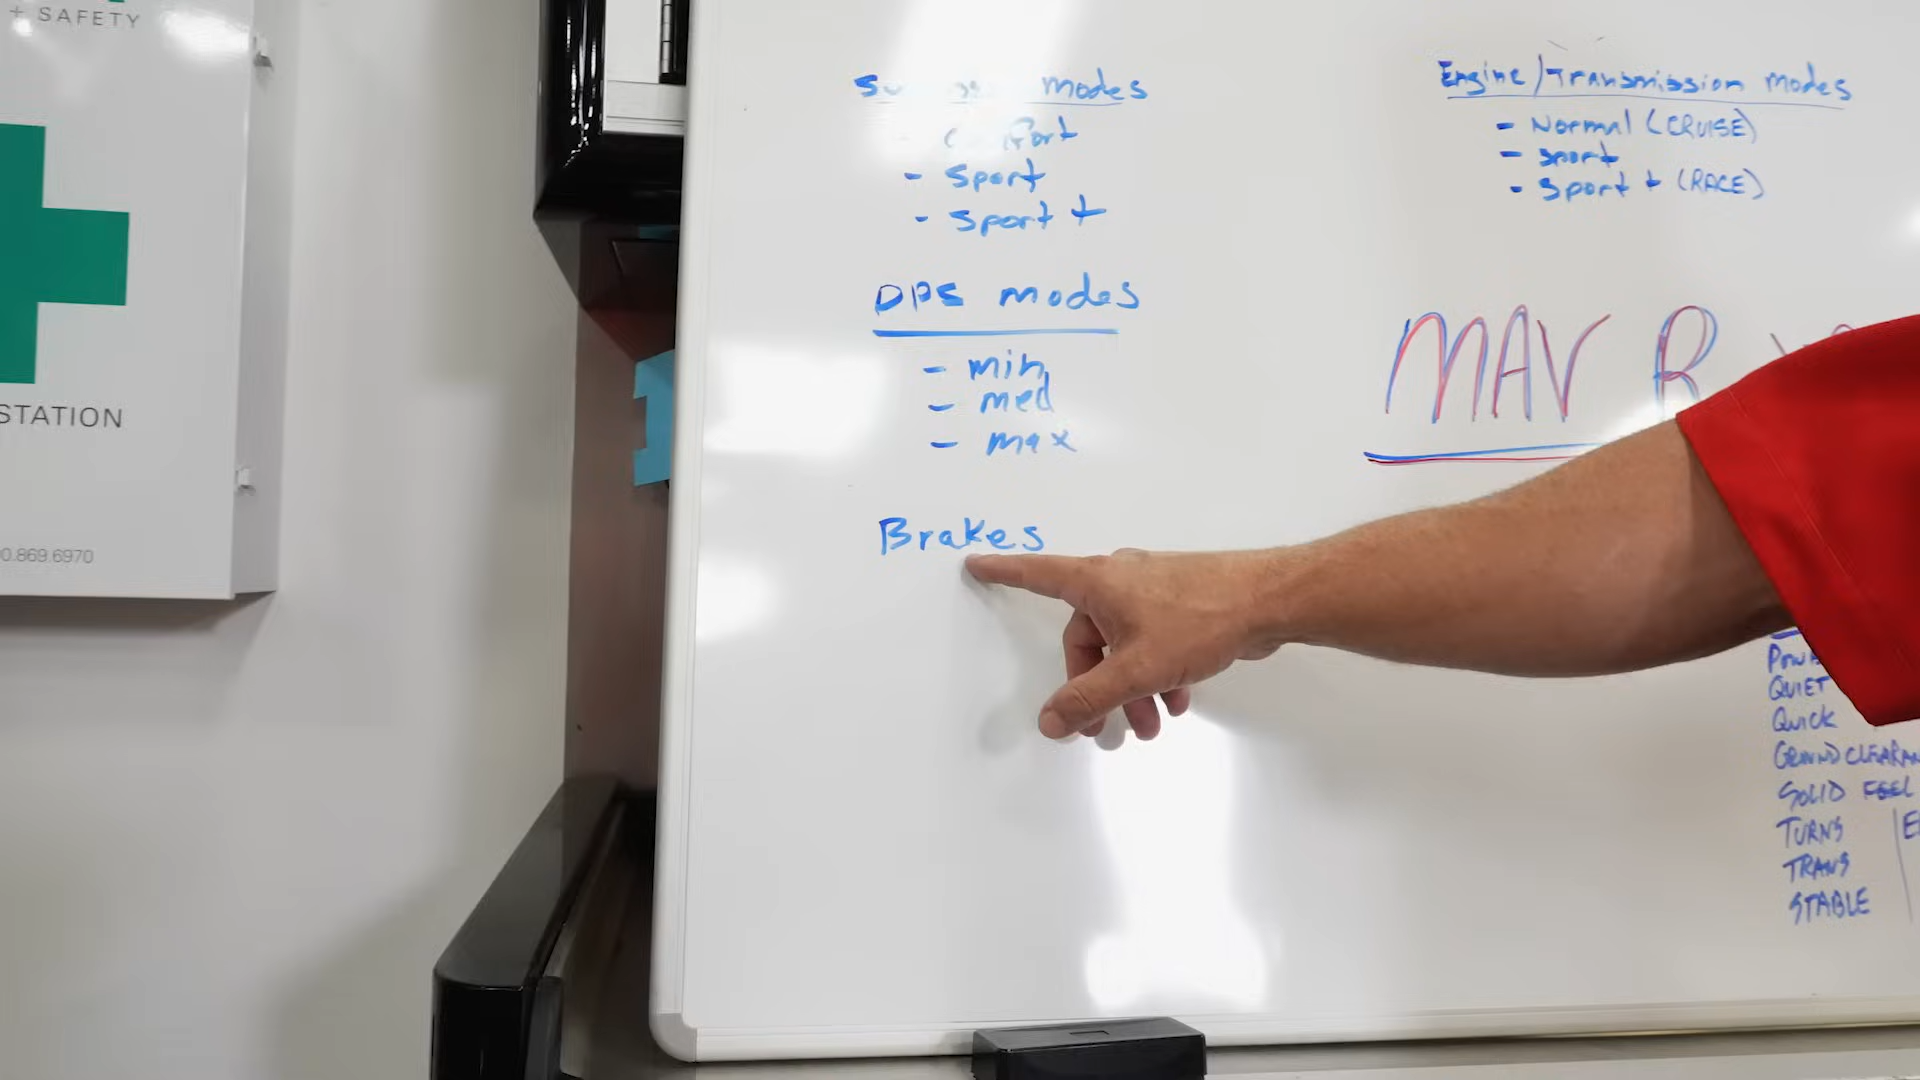 + SAFETY
STATION
0.869.6970
modes
- Sport
- Sport +
DPS modes
- min
- med
- max
Brakes
Engine/Transmission modes
- Normal (CRUISE)
- Sport
- Sport + (RACE)
MAV R
QUIET
QUICK
GROUND CLEARAN
SOLID FEEL
TURNS
TRANS
STABLE